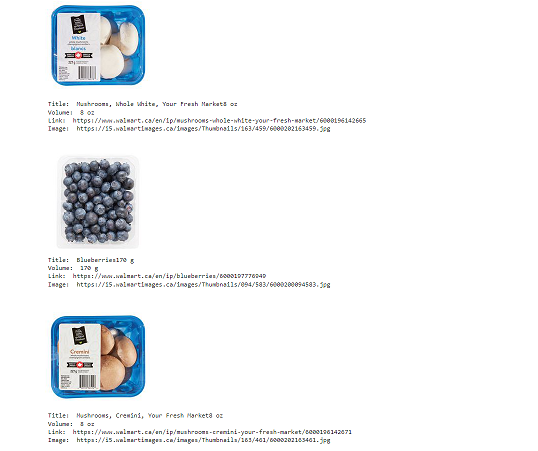 White
blancs
227 g
Title: Mushrooms, Whole White, Your Fresh Market8 oz
Volume: 8 oz
Link: https://www.walmart.ca/en/ip/mushrooms-whole-white-your-fresh-market/6000196142665
Image: https://i5.walmartimages.ca/images/Thumbnails/163/459/6000202163459.jpg
Title: Blueberries170 g
Volume: 170 g
Link: https://www.walmart.ca/en/ip/blueberries/6000197776949
Image: https://i5.walmartimages.ca/images/Thumbnails/094/583/6000200094583.jpg
Cremini
227 g
Title: Mushrooms, Cremini, Your Fresh Market8 oz
Volume: 8 oz
Link: https://www.walmart.ca/en/ip/mushrooms-cremini-your-fresh-market/6000196142671
Image: https://i5.walmartimages.ca/images/Thumbnails/163/461/6000202163461.jpg